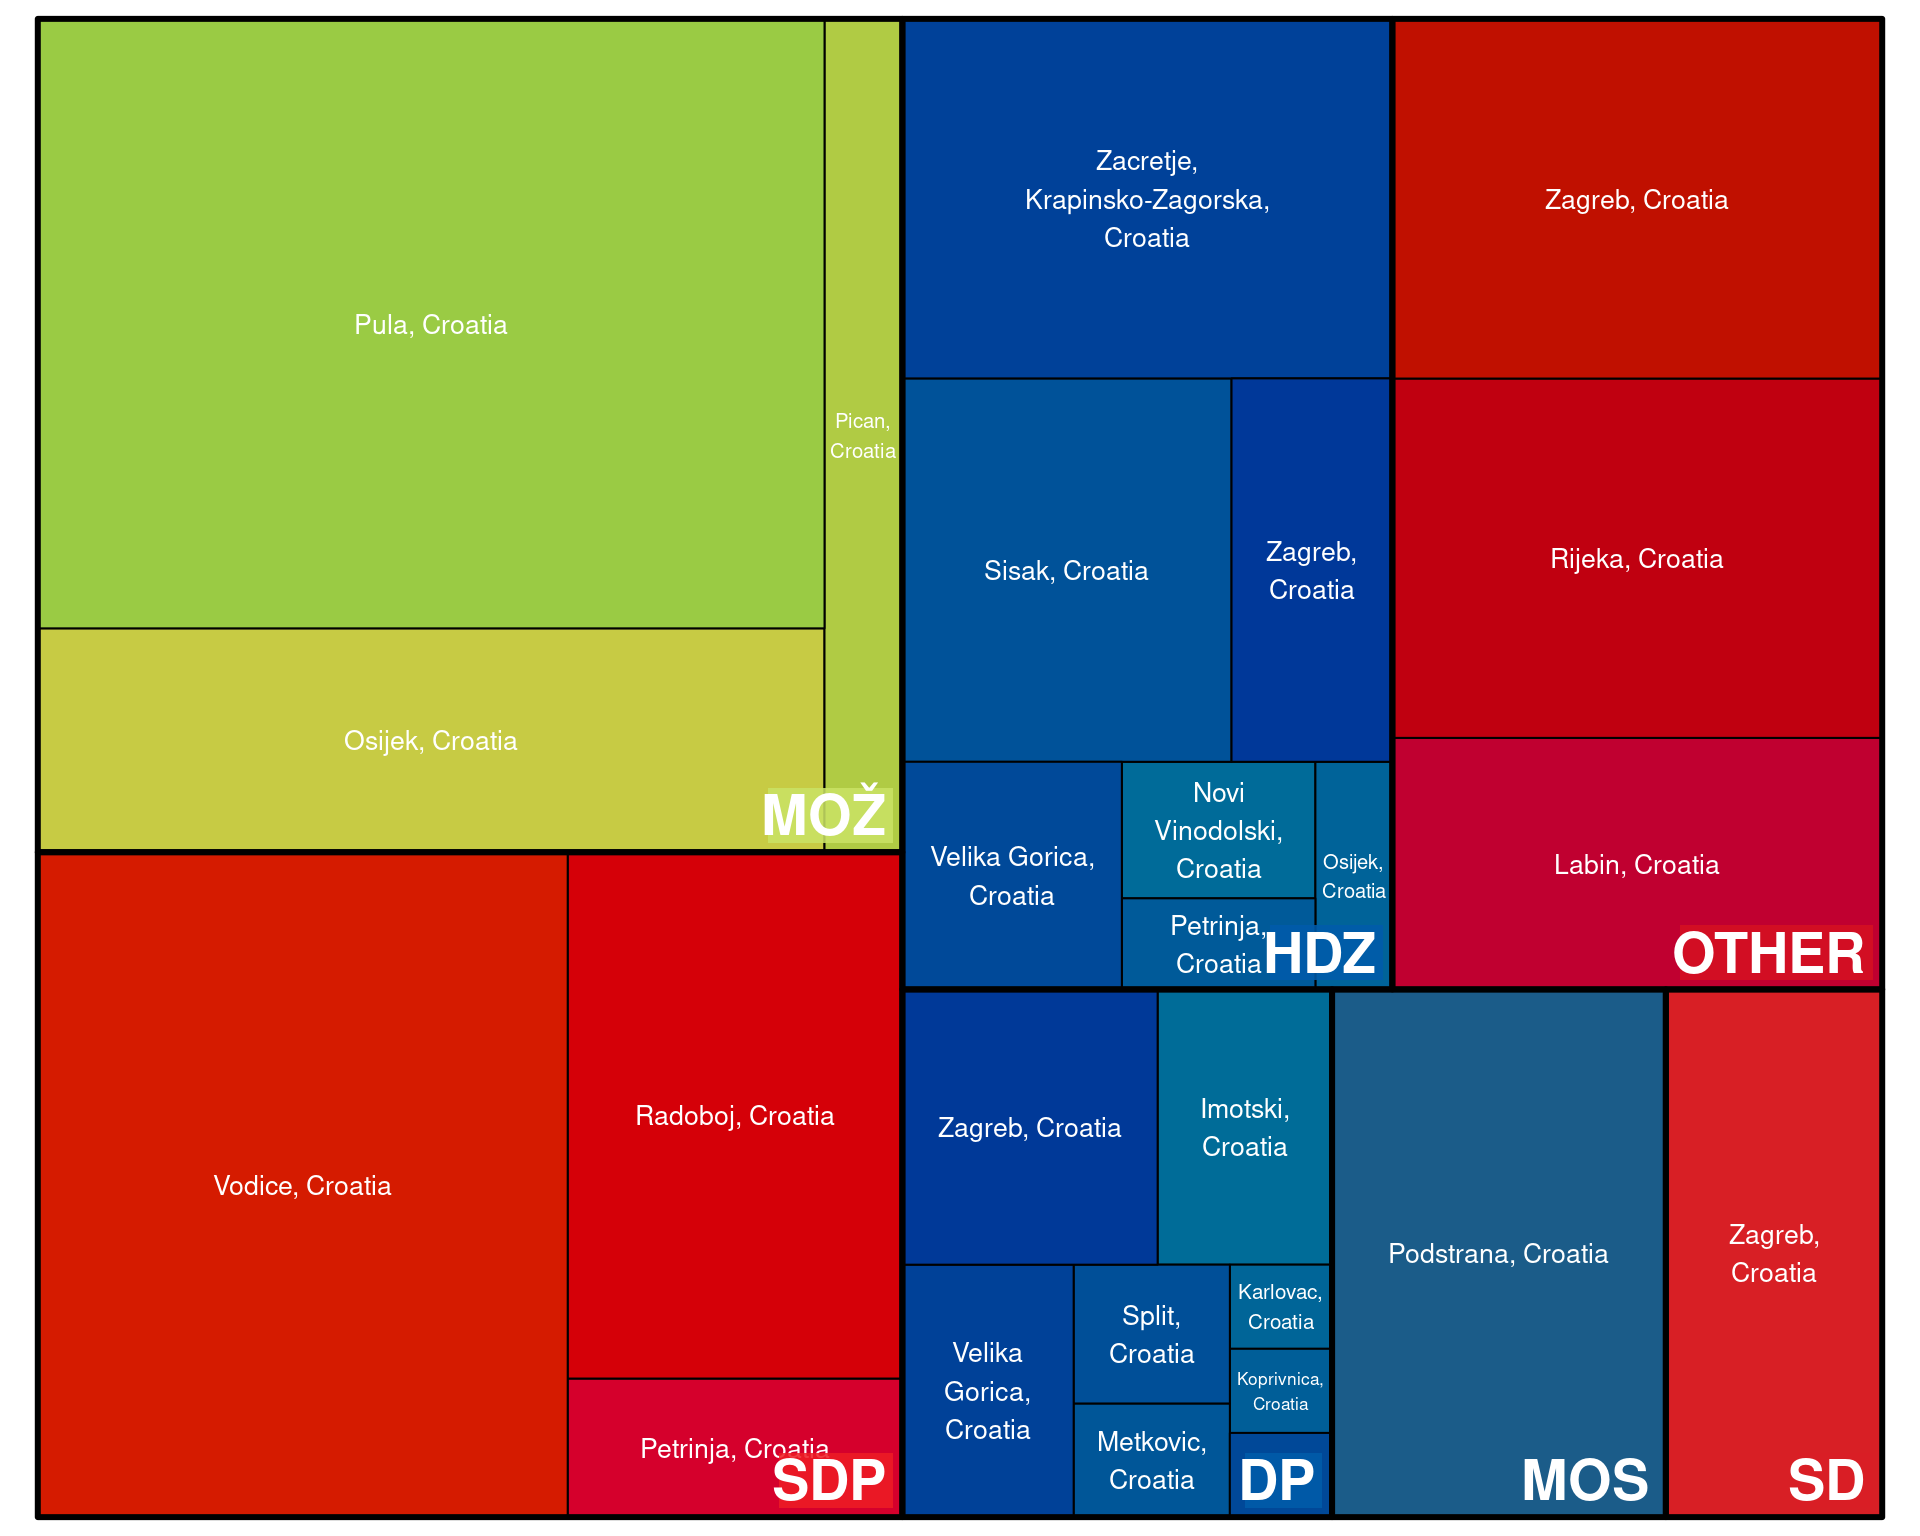 Pula, Croatia
Pican,
Croatia
Osijek, Croatia
MOŽ
Vodice, Croatia
Radoboj, Croatia
Petrinja, Croatia
SDP
Zacretje,
Krapinsko-Zagorska,
Croatia
Sisak, Croatia
Zagreb,
Croatia
Velika Gorica,
Croatia
Novi
Vinodolski,
Croatia
Petrinja,
Croatia
Osijek,
Croatia
HDZ
Zagreb, Croatia
Rijeka, Croatia
Labin, Croatia
OTHER
Zagreb, Croatia
Imotski,
Croatia
Velika
Gorica,
Croatia
Split,
Croatia
Metkovic,
Croatia
Karlovac,
Croatia
Koprivnica,
Croatia
DP
Podstrana, Croatia
MOS
Zagreb,
Croatia
SD